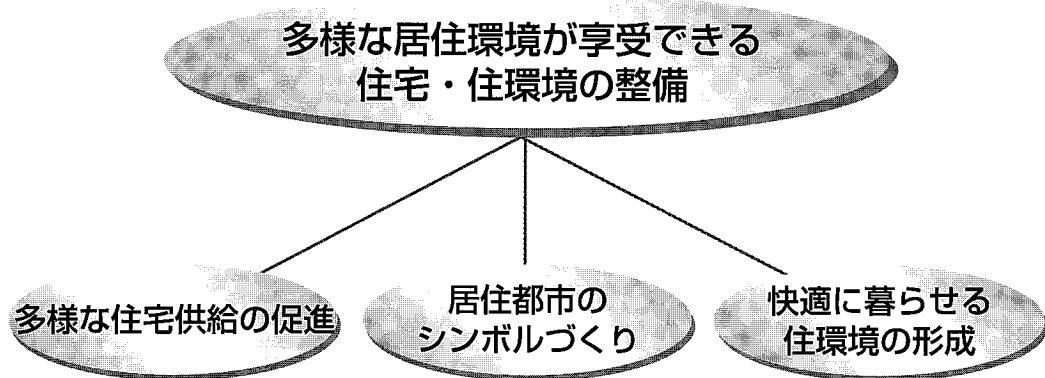 多様な居住環境が享受できる
住宅・住環境の整備
多様な住宅供給の促進
居住都市の
シンボルづくり
快適に暮らせる
住環境の形成